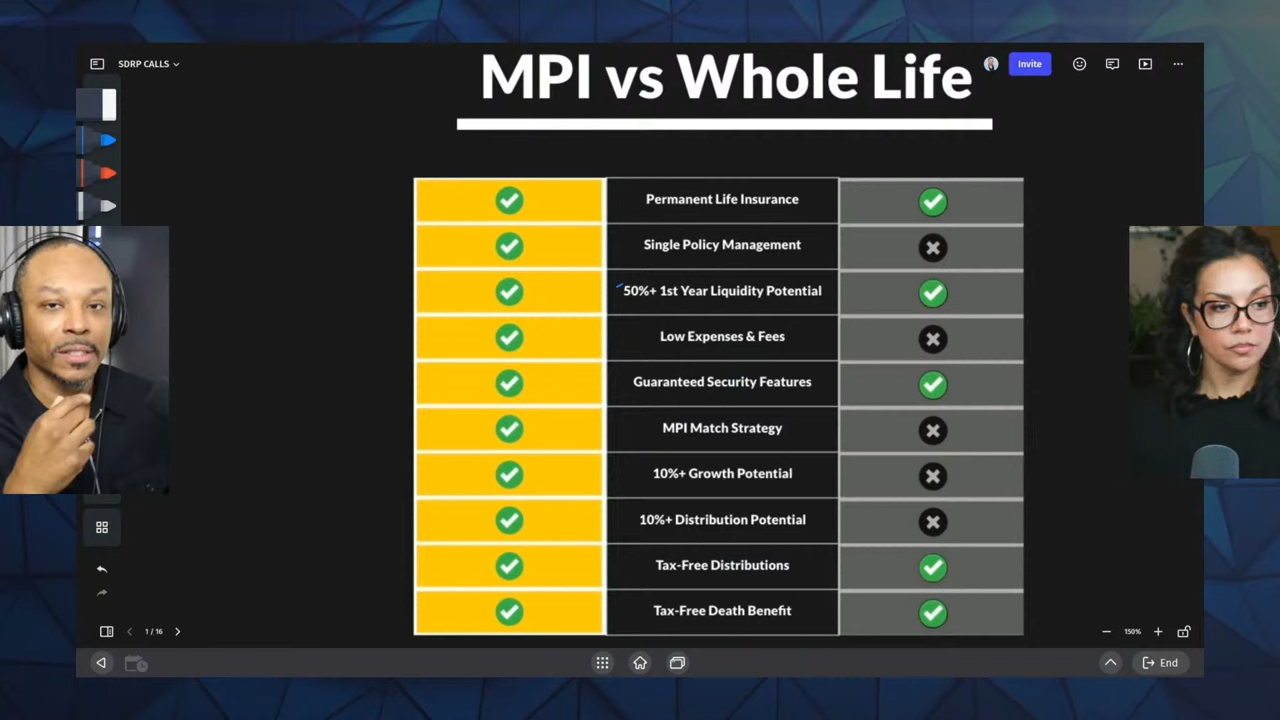 MPI vs Whole Life
SDRP CALLS
Invite
Permanent Life Insurance
Single Policy Management
50%+ 1st Year Liquidity Potential
Low Expenses & Fees
Guaranteed Security Features
MPI Match Strategy
10%+ Growth Potential
10%+ Distribution Potential
Tax-Free Distributions
Tax-Free Death Benefit
1 / 16
150%
End